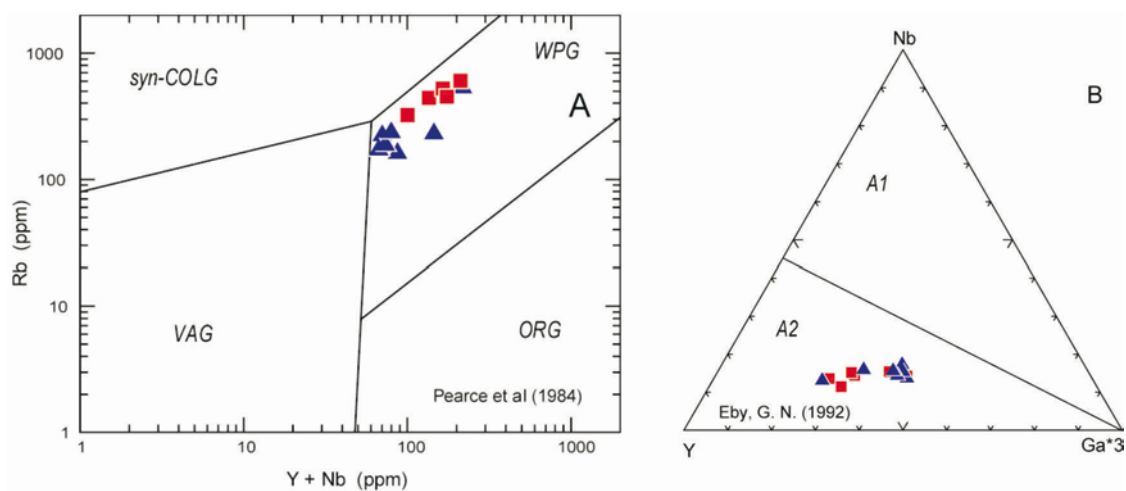 1000
100
10
1
Rb (ppm)
syn-COLG
WPG
A
VAG
ORG
Pearce et al (1984)
1
10
100
1000
Y + Nb (ppm)
Nb
B
A1
A2
Eby, G. N. (1992)
Y
Ga*3